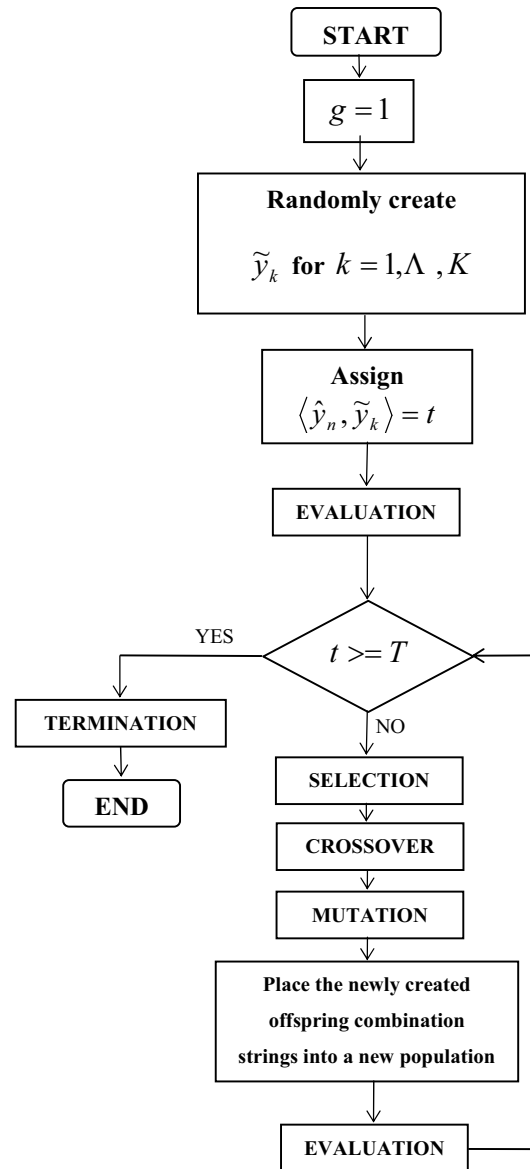 START
g = 1
Randomly create
ỹ_k for k = 1,Λ , K
Assign
⟨ŷ_n, ỹ_k⟩ = t
EVALUATION
YES
t >= T
TERMINATION
NO
END
SELECTION
CROSSOVER
MUTATION
Place the newly created
offspring combination
strings into a new population
EVALUATION